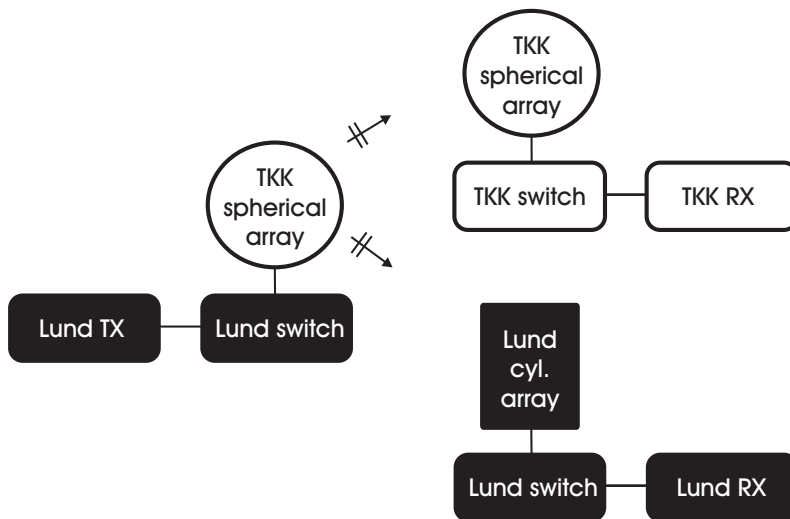 TKK
spherical
array
TKK switch
TKK RX
TKK
spherical
array
Lund TX
Lund switch
Lund
cyl.
array
Lund switch
Lund RX